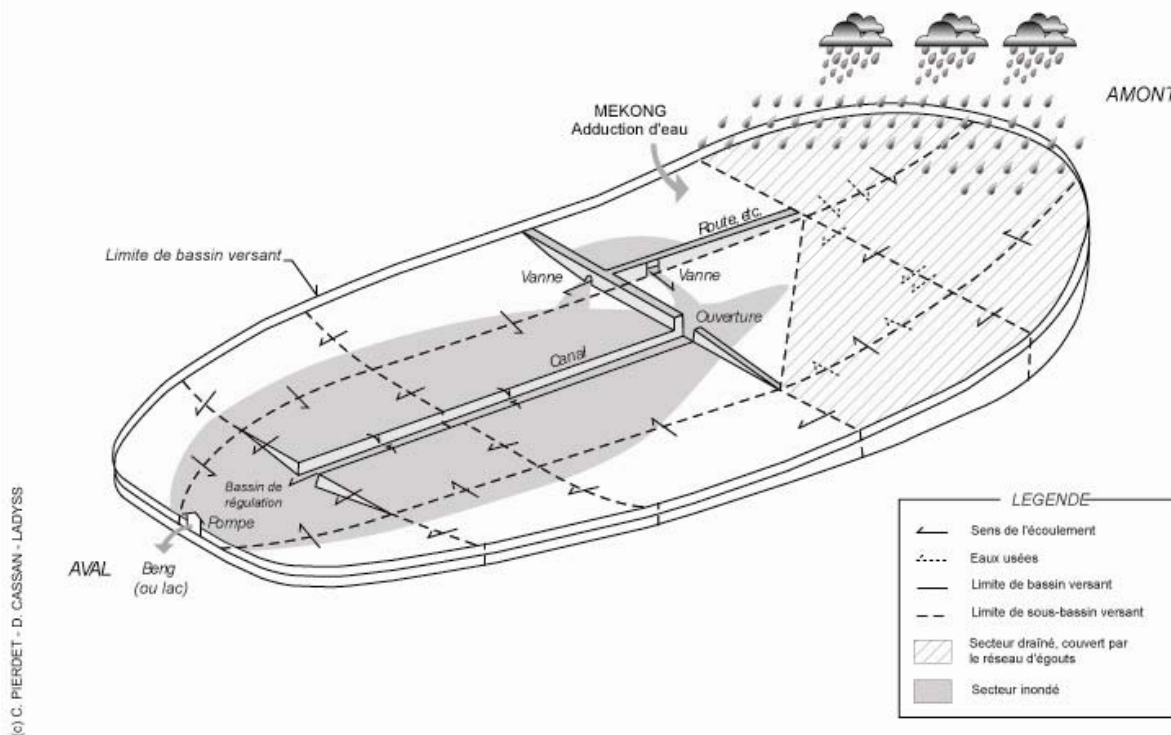 AMONT
MEKONG
Adduction d'eau
Route, etc.
Limite de bassin versant
Vanne
Vanne
Ouverture
Canal
Bassin de
régulation
Pompe
AVAL
Beng
(ou lac)
LEGENDE
Sens de l'écoulement
Eaux usées
Limite de bassin versant
Limite de sous-bassin versant
Secteur draîné, couvert par
le réseau d'égouts
Secteur inondé
(c) C. PIERDET - D. CASSAN - LADYSS